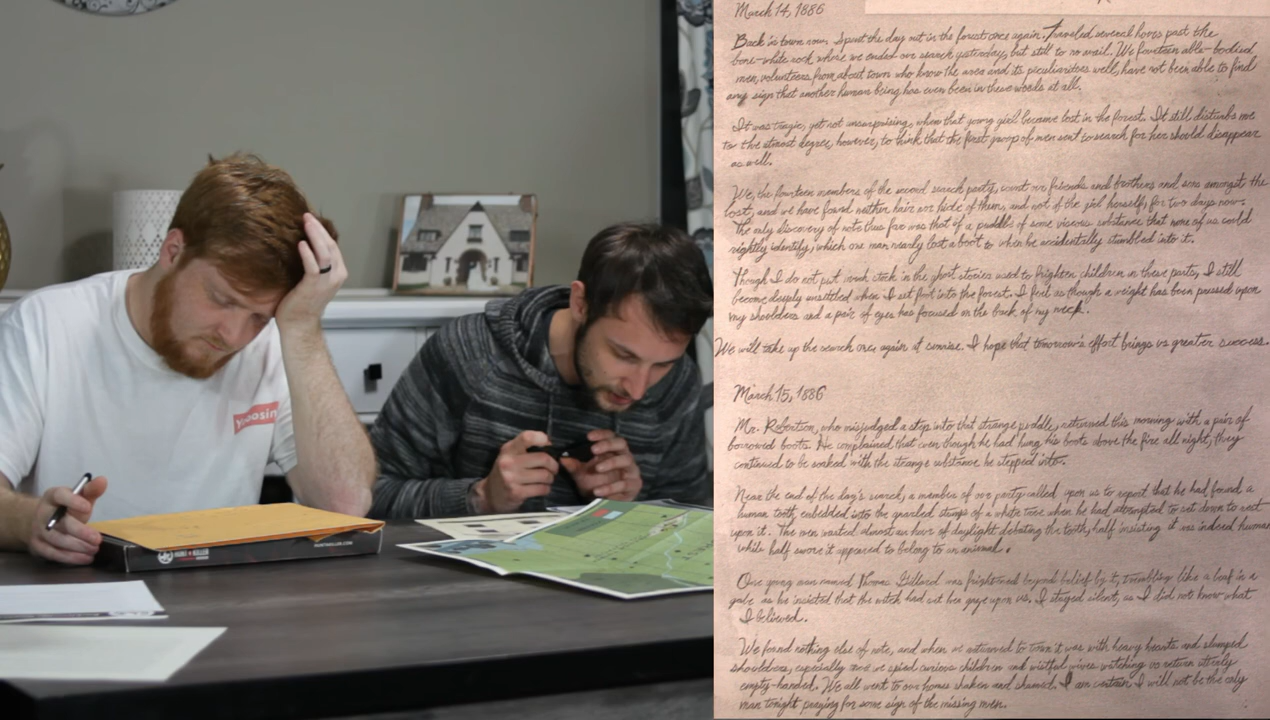 March 14, 1886
Back in town now. Spent the day out in the forest once again. Traveled several hours past the
bone-white rock where we ended our search yesterday, but still to no avail. We fourteen able-bodied
men, volunteers from about town who know the area and its peculiarities well, have not been able to find
any sign that another human being has even been in these woods at all.
It was tragic, yet not unsurprising, when that young girl became lost in the forest. It still disturbs me
to the utmost degree, however, to think that the first group of men sent to search for her should disappear
as well.
We, the fourteen members of the second search party, count our friends and brothers and sons amongst the
lost, and we have found neither hair nor hide of them, and not of the girl herself, for two days now.
The only discovery of note thus far was that of a puddle of some viscous substance that none of us could
rightly identify, which one man nearly lost a boot to when he accidentally stumbled into it.
Though I do not put much stock in the ghost stories used to frighten children in these parts, I still
become deeply unsettled when I set foot into the forest. I feel as though a weight has been pressed upon
my shoulders and a pair of eyes has focused on the back of my neck.
We will take up the search once again at sunrise. I hope that tomorrow's effort brings us greater success.
March 15, 1886
Mr. Robertson, who misjudged a step into that strange puddle, returned this morning with a pair of
borrowed boots. He complained that even though he had hung his boots above the fire all night, they
continued to be soaked with the strange substance he stepped into.
Near the end of the day's search, a member of our party called upon us to report that he had found a
human tooth embedded into the gnarled stump of a white tree when he had attempted to set down to rest
upon it. The men wasted almost an hour of daylight debating the tooth, half insisting it was indeed human
while half swore it appeared to belong to an animal.
One young man named Gillard was frightened beyond belief by it, trembling like a leaf in a
gale as he insisted that the witch had set her gaze upon us. I stayed silent, as I did not know what
I believed.
We found nothing else of note, and when we returned to town it was with heavy hearts and slumped
shoulders, especially once we spied curious children and wistful wives watching us return utterly
empty-handed. We all went to our homes shaken and shamed. I am certain I will not be the only
man tonight praying for some sign of the missing men.